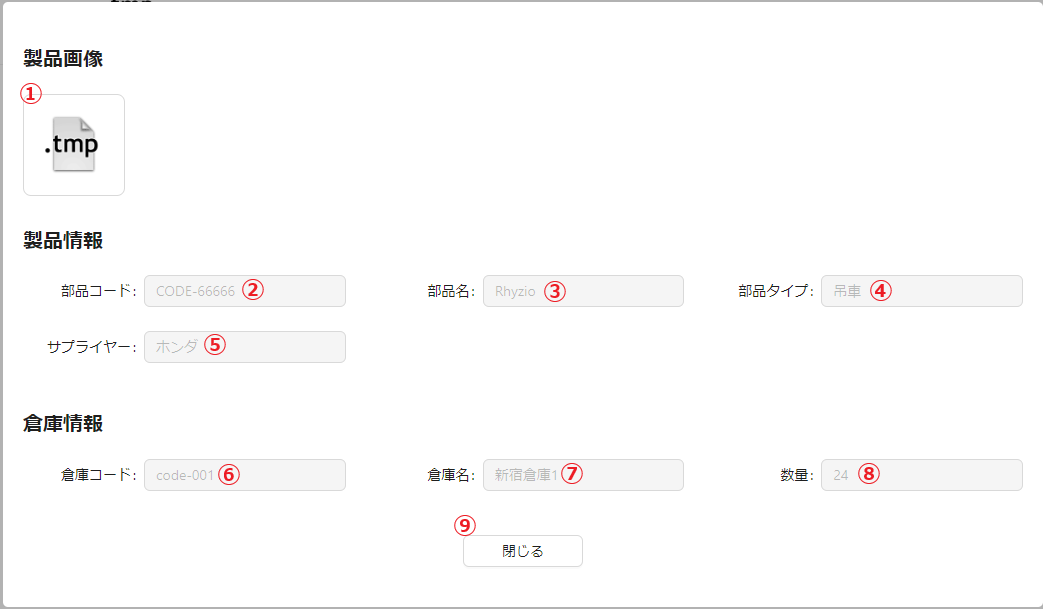 製品画像
①
.tmp
製品情報
部品コード: CODE-66666 ② 部品名: Rhyzio ③ 部品タイプ: 吊車 ④
サプライヤー: ホンダ ⑤
倉庫情報
倉庫コード: code-001 ⑥ 倉庫名: 新宿倉庫1 ⑦ 数量: 24 ⑧
⑨
閉じる